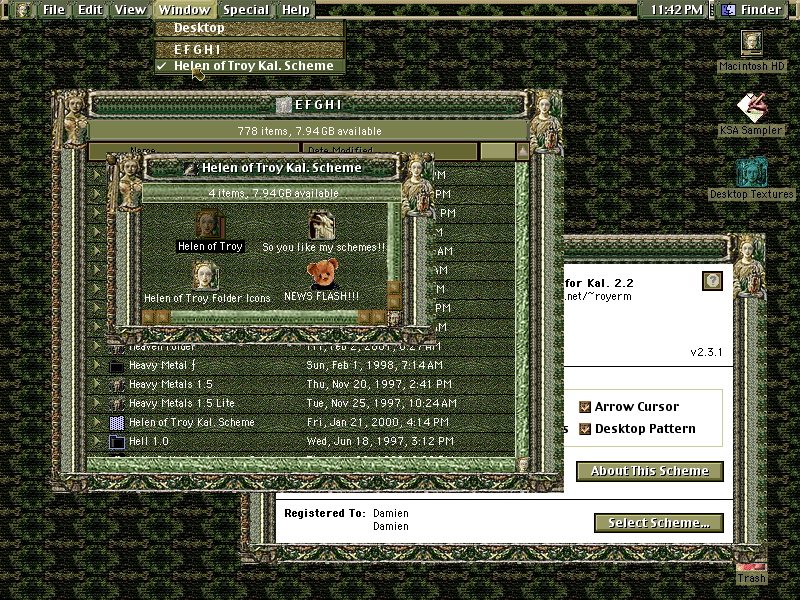 File Edit View Window Special Help 11:42 PM Finder
Desktop
E F G H I
✓ Helen of Troy Kal. Scheme
Macintosh HD
KSA Sampler
Desktop Textures
Trash
E F G H I
778 items, 7.94 GB available
Name Date Modified
Helen of Troy Kal. Scheme
4 items, 7.94 GB available
Helen of Troy
So you like my schemes!!
Helen of Troy Folder Icons
NEWS FLASH!!!
Heavy Metal ƒ Sun, Feb 1, 1998, 7:14 AM
Heavy Metals 1.5 Thu, Nov 20, 1997, 2:41 PM
Heavy Metals 1.5 Lite Tue, Nov 25, 1997, 10:24 AM
Helen of Troy Kal. Scheme Fri, Jan 21, 2000, 4:14 PM
Hell 1.0 Wed, Jun 18, 1997, 3:12 PM
for Kal. 2.2
.net/~royerm
v2.3.1
Arrow Cursor
Desktop Pattern
About This Scheme
Registered To: Damien
Damien
Select Scheme...